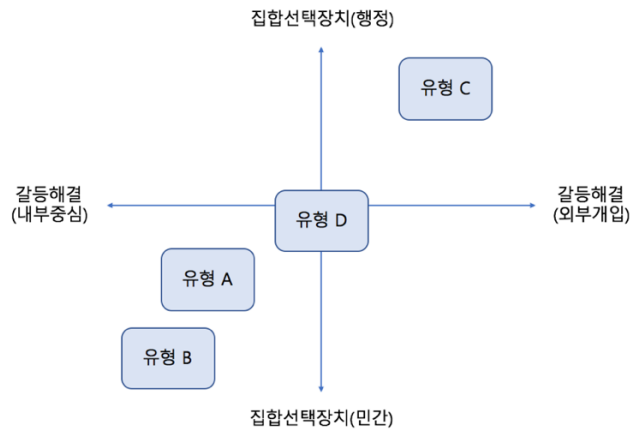 집합선택장치(행정)
유형 C
갈등해결
(내부중심)
갈등해결
(외부개입)
유형 D
유형 A
유형 B
집합선택장치(민간)